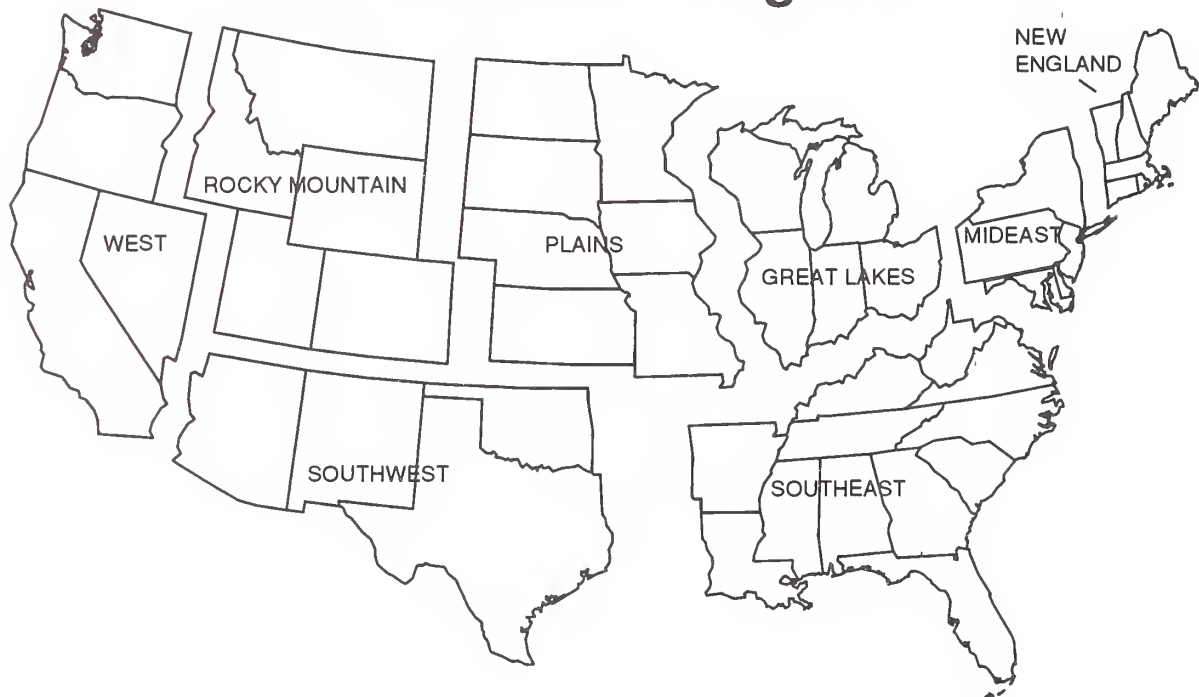 NEW
ENGLAND
ROCKY MOUNTAIN
WEST
PLAINS
MIDEAST
GREAT LAKES
SOUTHWEST
SOUTHEAST